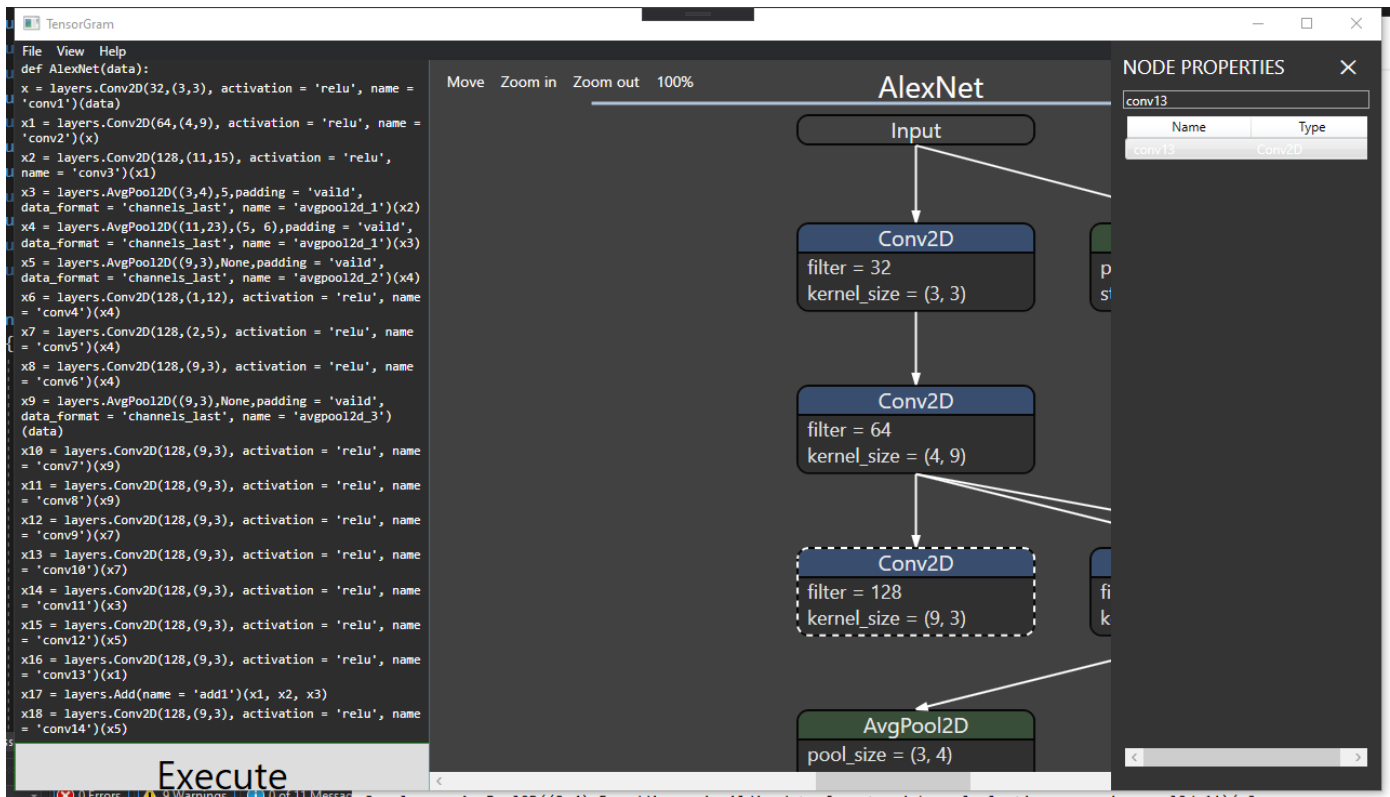 TensorGram
File View Help
def AlexNet(data):
x = layers.Conv2D(32,(3,3), activation = 'relu', name =
'conv1')(data)
x1 = layers.Conv2D(64,(4,9), activation = 'relu', name =
'conv2')(x)
x2 = layers.Conv2D(128,(11,15), activation = 'relu',
name = 'conv3')(x1)
x3 = layers.AvgPool2D((3,4),5,padding = 'vaild',
data_format = 'channels_last', name = 'avgpool2d_1')(x2)
x4 = layers.AvgPool2D((11,23),(5, 6),padding = 'vaild',
data_format = 'channels_last', name = 'avgpool2d_1')(x3)
x5 = layers.AvgPool2D((9,3),None,padding = 'vaild',
data_format = 'channels_last', name = 'avgpool2d_2')(x4)
x6 = layers.Conv2D(128,(1,12), activation = 'relu', name
= 'conv4')(x4)
x7 = layers.Conv2D(128,(2,5), activation = 'relu', name
= 'conv5')(x4)
x8 = layers.Conv2D(128,(9,3), activation = 'relu', name
= 'conv6')(x4)
x9 = layers.AvgPool2D((9,3),None,padding = 'vaild',
data_format = 'channels_last', name = 'avgpool2d_3')
(data)
x10 = layers.Conv2D(128,(9,3), activation = 'relu', name
= 'conv7')(x9)
x11 = layers.Conv2D(128,(9,3), activation = 'relu', name
= 'conv8')(x9)
x12 = layers.Conv2D(128,(9,3), activation = 'relu', name
= 'conv9')(x7)
x13 = layers.Conv2D(128,(9,3), activation = 'relu', name
= 'conv10')(x7)
x14 = layers.Conv2D(128,(9,3), activation = 'relu', name
= 'conv11')(x3)
x15 = layers.Conv2D(128,(9,3), activation = 'relu', name
= 'conv12')(x5)
x16 = layers.Conv2D(128,(9,3), activation = 'relu', name
= 'conv13')(x1)
x17 = layers.Add(name = 'add1')(x1, x2, x3)
x18 = layers.Conv2D(128,(9,3), activation = 'relu', name
= 'conv14')(x5)
Execute
Move Zoom in Zoom out 100%
AlexNet
Input
Conv2D
filter = 32
kernel_size = (3, 3)
Conv2D
filter = 64
kernel_size = (4, 9)
Conv2D
filter = 128
kernel_size = (9, 3)
AvgPool2D
pool_size = (3, 4)
NODE PROPERTIES
conv13
Name Type
conv13 Conv2D